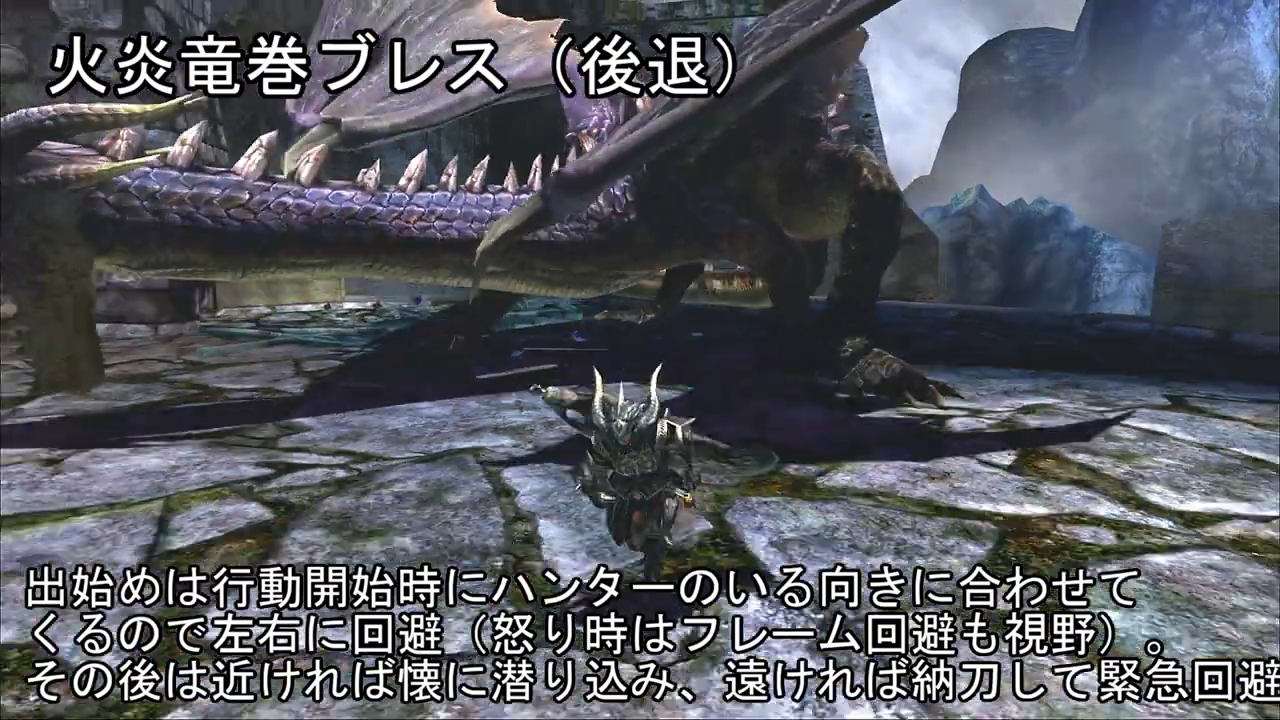 火炎竜巻ブレス（後退）
出始めは行動開始時にハンターのいる向きに合わせて
くるので左右に回避（怒り時はフレーム回避も視野）。
その後は近ければ懐に潜り込み、遠ければ納刀して緊急回避